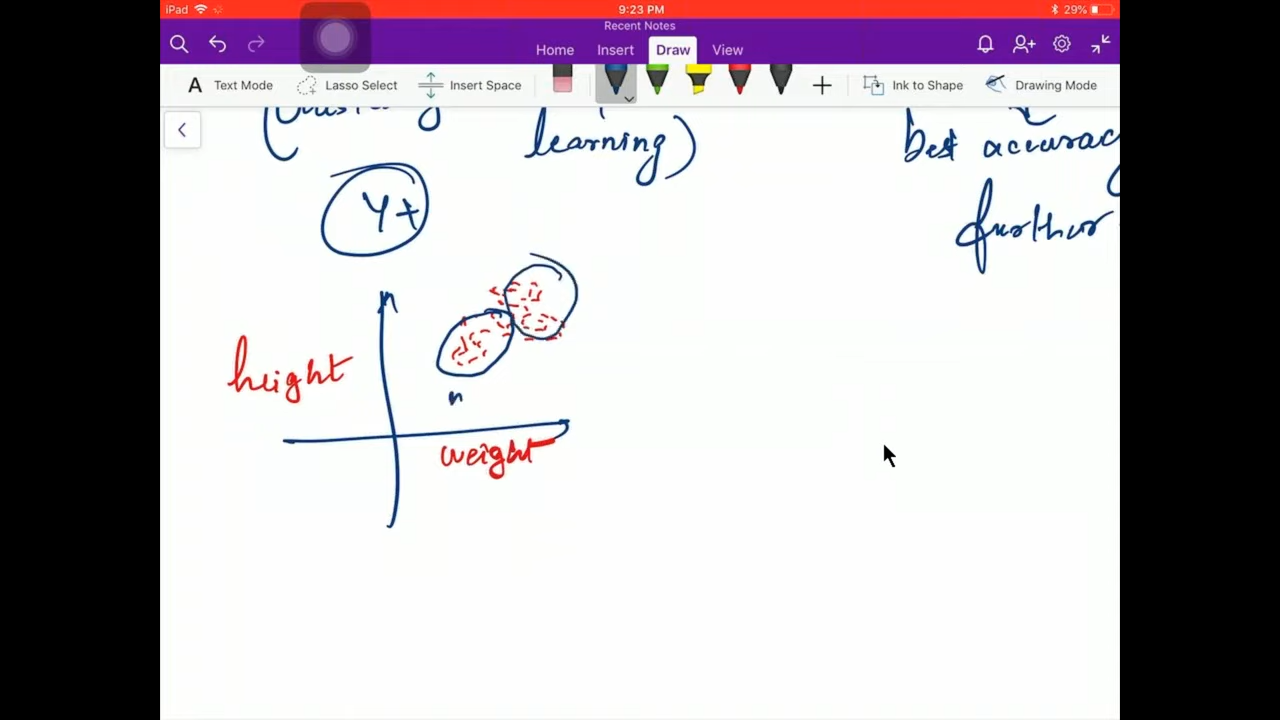 iPad 9:23 PM 29%
Recent Notes
Home Insert Draw View
A Text Mode Lasso Select Insert Space Ink to Shape Drawing Mode
learning)
best accuracy
further
height
weight